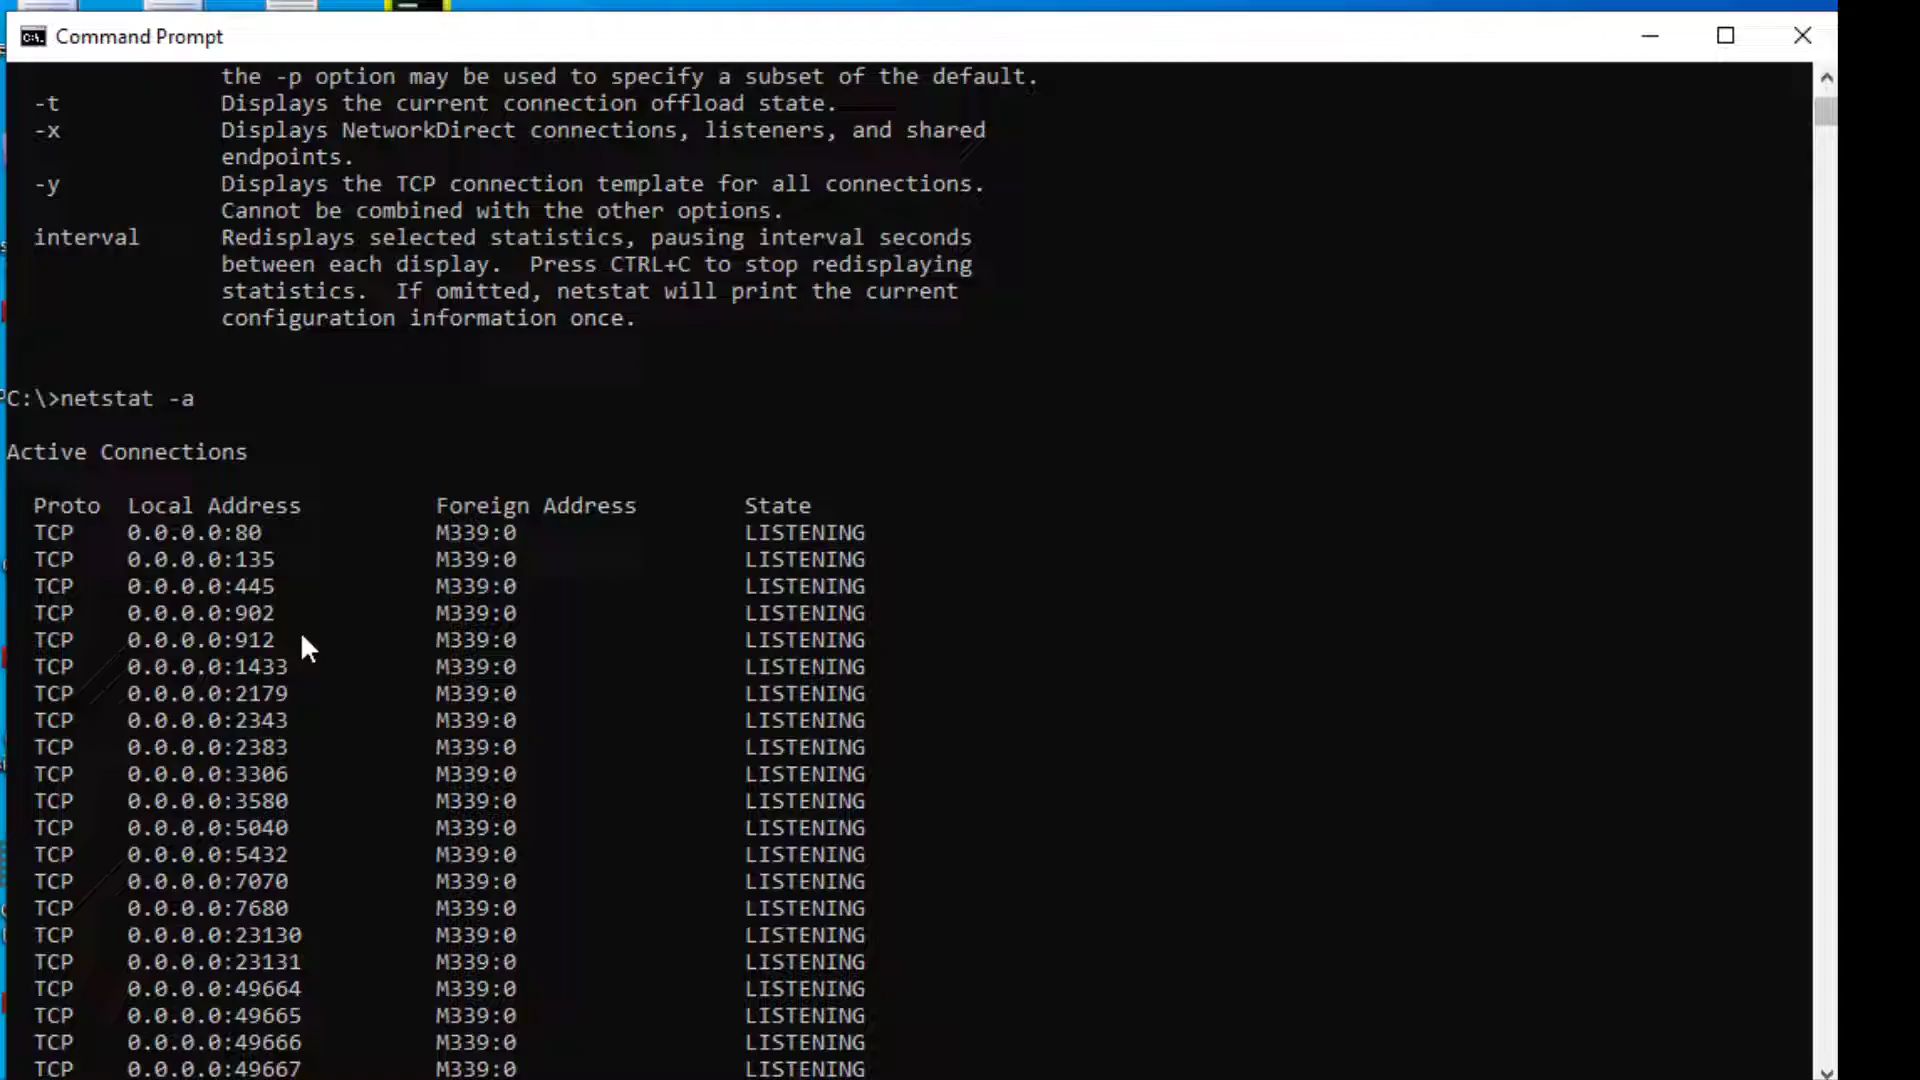 Command Prompt
the -p option may be used to specify a subset of the default.
-t Displays the current connection offload state.
-x Displays NetworkDirect connections, listeners, and shared
endpoints.
-y Displays the TCP connection template for all connections.
Cannot be combined with the other options.
interval Redisplays selected statistics, pausing interval seconds
between each display. Press CTRL+C to stop redisplaying
statistics. If omitted, netstat will print the current
configuration information once.
C:\>netstat -a
Active Connections
Proto Local Address Foreign Address State
TCP 0.0.0.0:80 M339:0 LISTENING
TCP 0.0.0.0:135 M339:0 LISTENING
TCP 0.0.0.0:445 M339:0 LISTENING
TCP 0.0.0.0:902 M339:0 LISTENING
TCP 0.0.0.0:912 M339:0 LISTENING
TCP 0.0.0.0:1433 M339:0 LISTENING
TCP 0.0.0.0:2179 M339:0 LISTENING
TCP 0.0.0.0:2343 M339:0 LISTENING
TCP 0.0.0.0:2383 M339:0 LISTENING
TCP 0.0.0.0:3306 M339:0 LISTENING
TCP 0.0.0.0:3580 M339:0 LISTENING
TCP 0.0.0.0:5040 M339:0 LISTENING
TCP 0.0.0.0:5432 M339:0 LISTENING
TCP 0.0.0.0:7070 M339:0 LISTENING
TCP 0.0.0.0:7680 M339:0 LISTENING
TCP 0.0.0.0:23130 M339:0 LISTENING
TCP 0.0.0.0:23131 M339:0 LISTENING
TCP 0.0.0.0:49664 M339:0 LISTENING
TCP 0.0.0.0:49665 M339:0 LISTENING
TCP 0.0.0.0:49666 M339:0 LISTENING
TCP 0.0.0.0:49667 M339:0 LISTENING